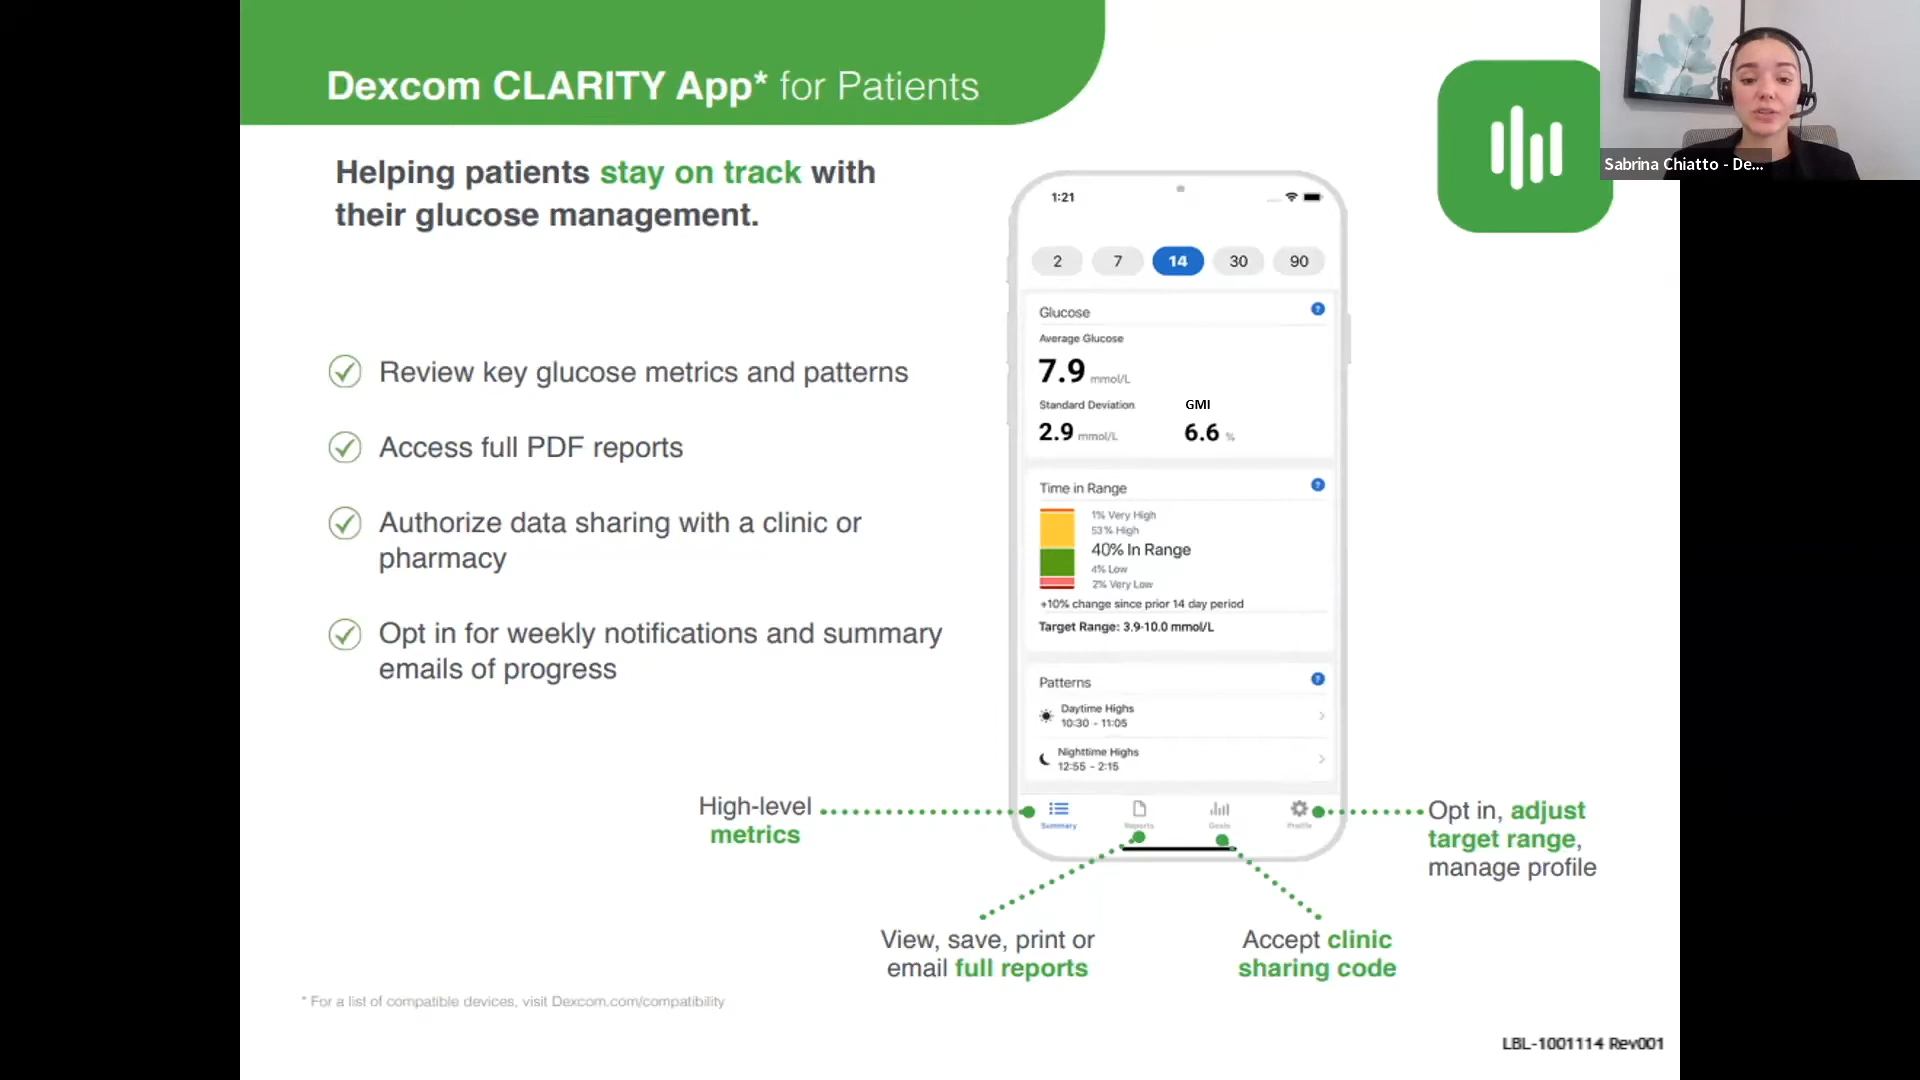 Dexcom CLARITY App* for Patients
Sabrina Chiatto - De...
Helping patients stay on track with
their glucose management.
Review key glucose metrics and patterns
Access full PDF reports
Authorize data sharing with a clinic or
pharmacy
Opt in for weekly notifications and summary
emails of progress
1:21
2 7 14 30 90
Glucose
Average Glucose
7.9 mmol/L
Standard Deviation GMI
2.9 mmol/L 6.6 %
Time in Range
1% Very High
53% High
40% In Range
4% Low
2% Very Low
+10% change since prior 14 day period
Target Range: 3.9-10.0 mmol/L
Patterns
Daytime Highs
10:30 - 11:05
Nighttime Highs
12:55 - 2:15
Summary Reports Goals Profile
High-level
metrics
View, save, print or
email full reports
Accept clinic
sharing code
Opt in, adjust
target range,
manage profile
* For a list of compatible devices, visit Dexcom.com/compatibility
LBL-1001114 Rev001